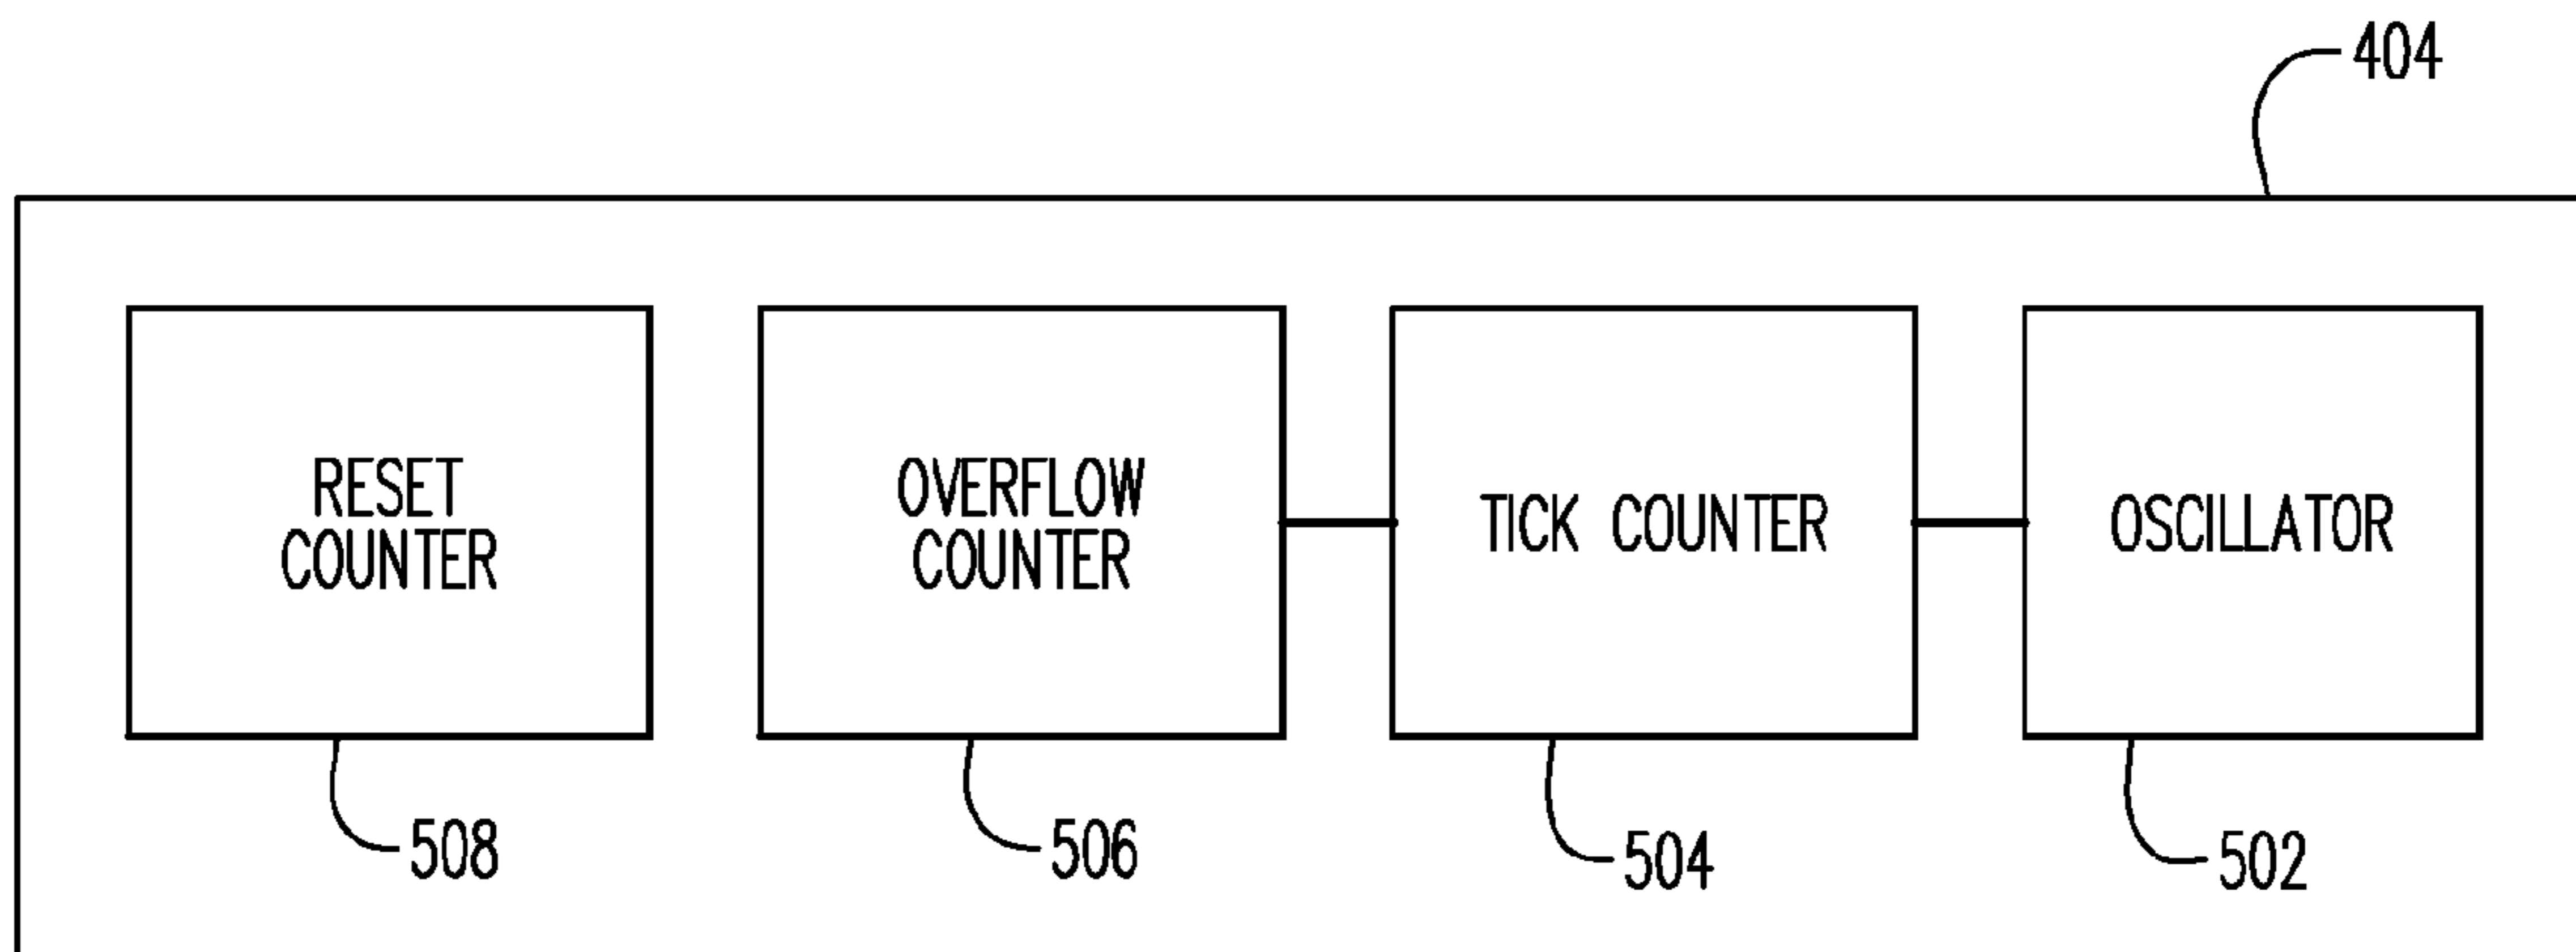 404
RESET
COUNTER
OVERFLOW
COUNTER
TICK COUNTER
OSCILLATOR
508
506
504
502